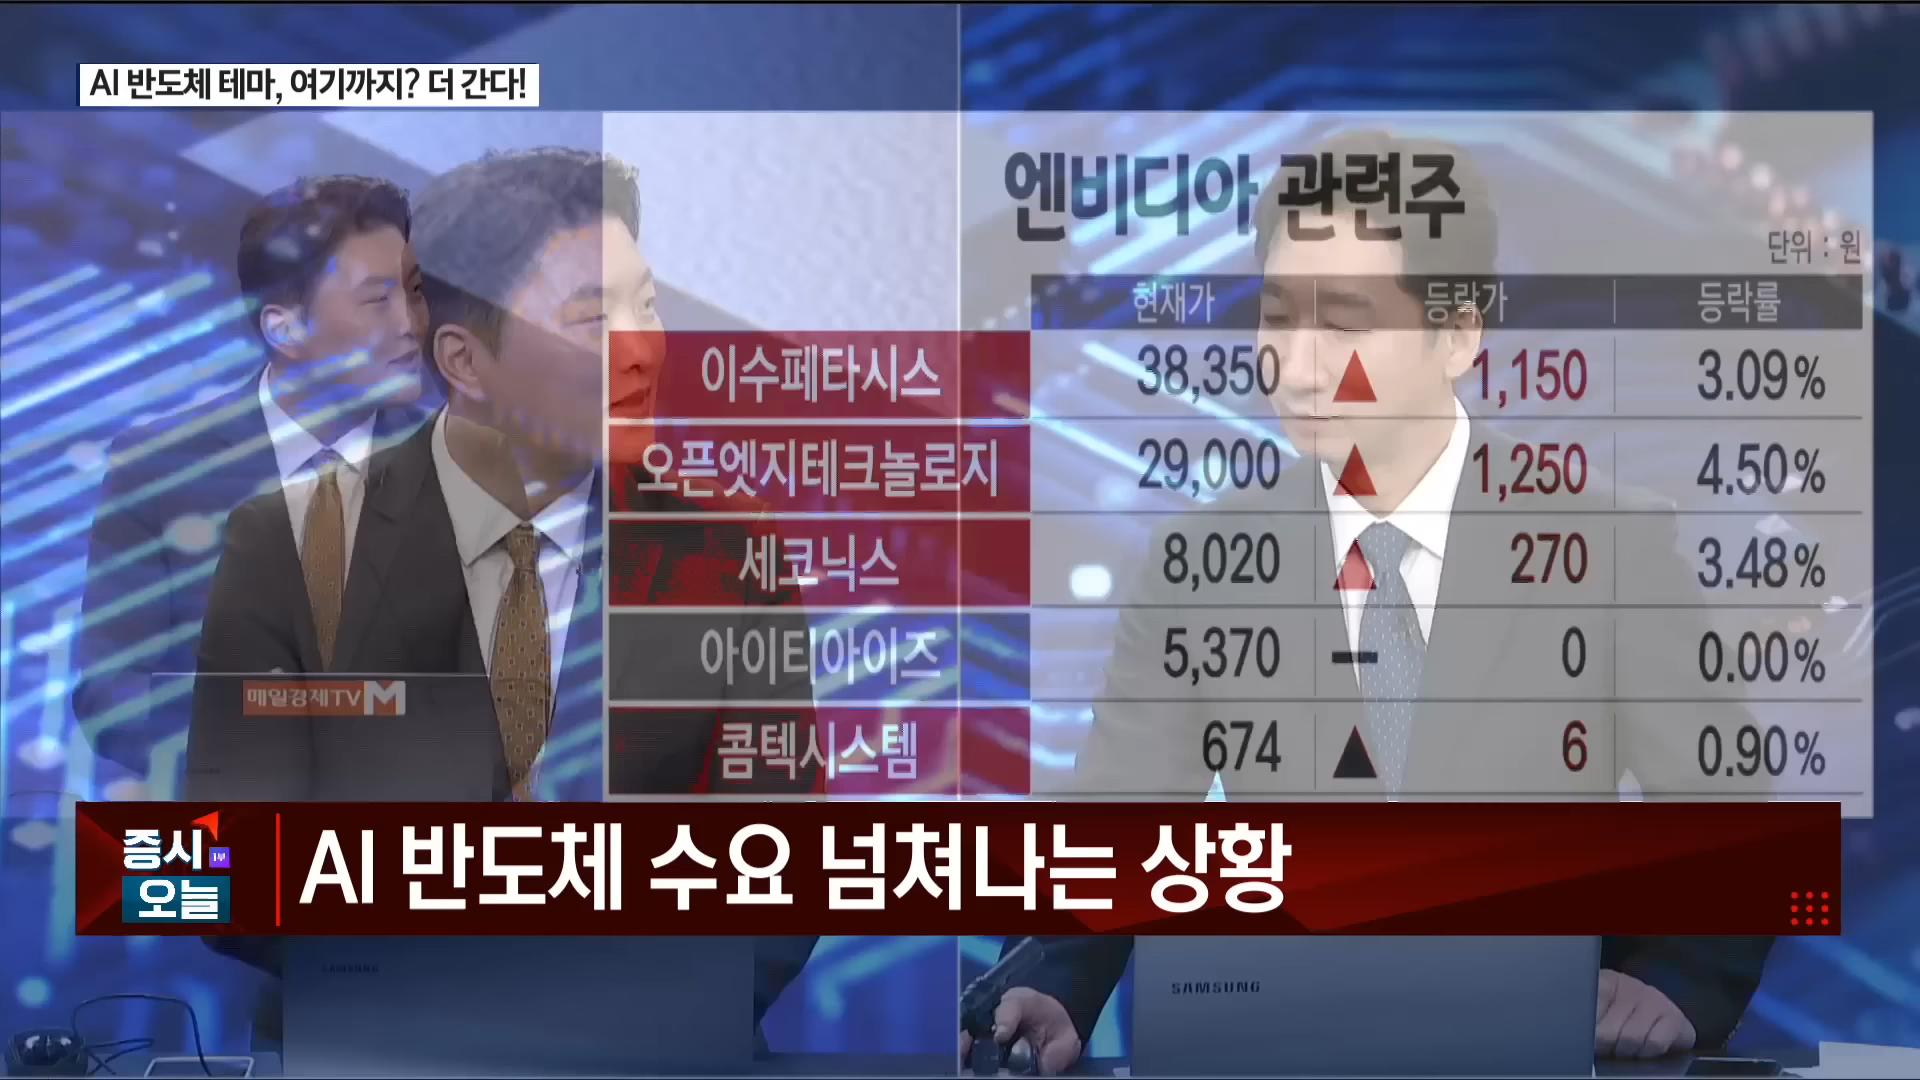 AI 반도체 테마, 여기까지? 더 간다!
엔비디아 관련주
단위 : 원
현재가 등락가 등락률
이수페타시스 38,350 ▲ 1,150 3.09%
오픈엣지테크놀로지 29,000 ▲ 1,250 4.50%
세코닉스 8,020 ▲ 270 3.48%
아이티아이즈 5,370 ㅡ 0 0.00%
콤텍시스템 674 ▲ 6 0.90%
매일경제TV M
증시 1부
오늘
AI 반도체 수요 넘쳐나는 상황
SAMSUNG
SAMSUNG